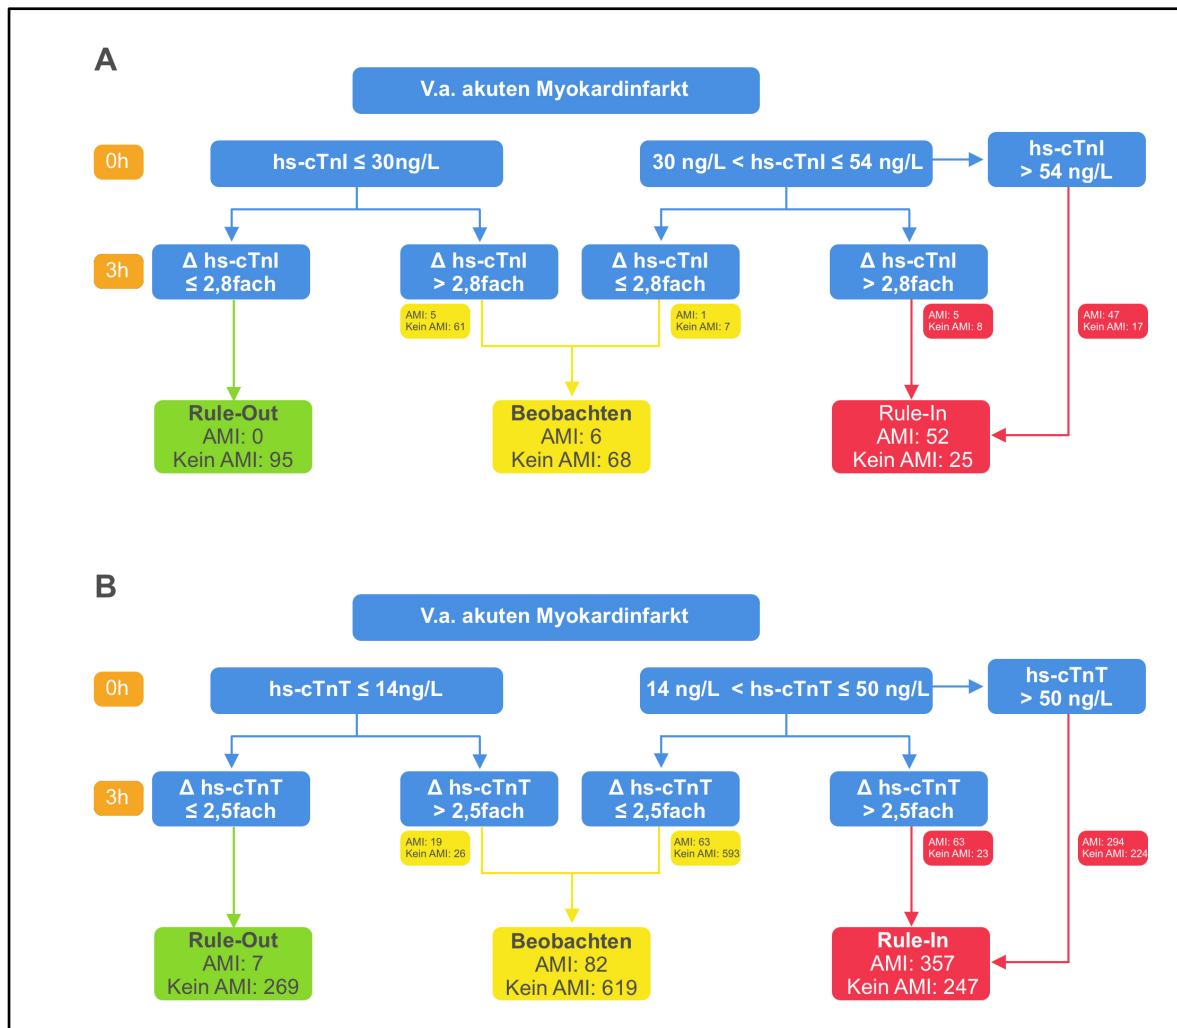 A
V.a. akuten Myokardinfarkt
0h
hs-cTnI ≤ 30ng/L
30 ng/L < hs-cTnI ≤ 54 ng/L
hs-cTnI
> 54 ng/L
3h
Δ hs-cTnI
≤ 2,8fach
Δ hs-cTnI
> 2,8fach
Δ hs-cTnI
≤ 2,8fach
Δ hs-cTnI
> 2,8fach
AMI: 5
Kein AMI: 61
AMI: 1
Kein AMI: 7
AMI: 5
Kein AMI: 8
AMI: 47
Kein AMI: 17
Rule-Out
AMI: 0
Kein AMI: 95
Beobachten
AMI: 6
Kein AMI: 68
Rule-In
AMI: 52
Kein AMI: 25
B
V.a. akuten Myokardinfarkt
0h
hs-cTnT ≤ 14ng/L
14 ng/L < hs-cTnT ≤ 50 ng/L
hs-cTnT
> 50 ng/L
3h
Δ hs-cTnT
≤ 2,5fach
Δ hs-cTnT
> 2,5fach
Δ hs-cTnT
≤ 2,5fach
Δ hs-cTnT
> 2,5fach
AMI: 19
Kein AMI: 26
AMI: 63
Kein AMI: 593
AMI: 63
Kein AMI: 23
AMI: 294
Kein AMI: 224
Rule-Out
AMI: 7
Kein AMI: 269
Beobachten
AMI: 82
Kein AMI: 619
Rule-In
AMI: 357
Kein AMI: 247